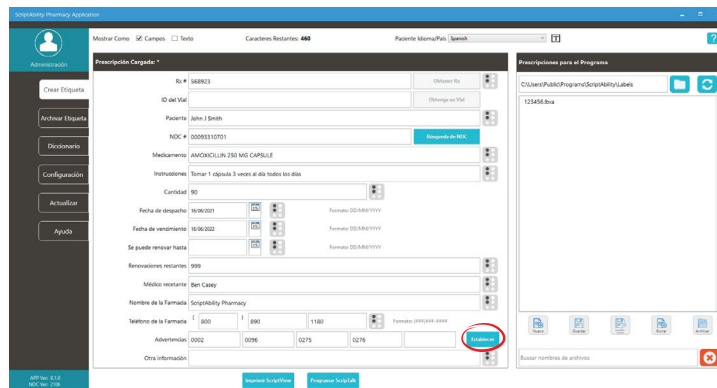 ScriptAbility Pharmacy Application
Mostrar Como Campos Texto Caracteres Restantes: 460 Paciente Idioma/País Spanish
Administración
Crear Etiqueta
Archivar Etiqueta
Diccionario
Configuración
Actualizar
Ayuda
APP Ver: 8.1.0
NDC Ver: 2106
Prescripción Cargada: *
Rx # 568923 Obtener Rx
ID del Vial Obtenga un Vial
Paciente John J Smith
NDC # 00093310701 Búsqueda de NDC
Medicamento AMOXICILLIN 250 MG CAPSULE
Instrucciones Tomar 1 cápsula 3 veces al día todos los días
Cantidad 90
Fecha de despacho 16/06/2021 Formato: DD/MM/YYYY
Fecha de vencimiento 16/06/2022 Formato: DD/MM/YYYY
Se puede renovar hasta Formato: DD/MM/YYYY
Renovaciones restantes 999
Médico recetante Ben Casey
Nombre de la Farmacia ScriptAbility Pharmacy
Teléfono de la Farmacia ( 800 ) 890 1180 Formato: (###)###-####
Advertencias 0002 0096 0275 0276 Establecer
Otra información
Imprimir ScriptView Programar ScripTalk
Prescripciones para el Programa
C:\Users\Public\Programs\ScriptAbility\Labels
123456.lbxa
Nuevo Guardar Borrar Archivar
Buscar nombres de archivos